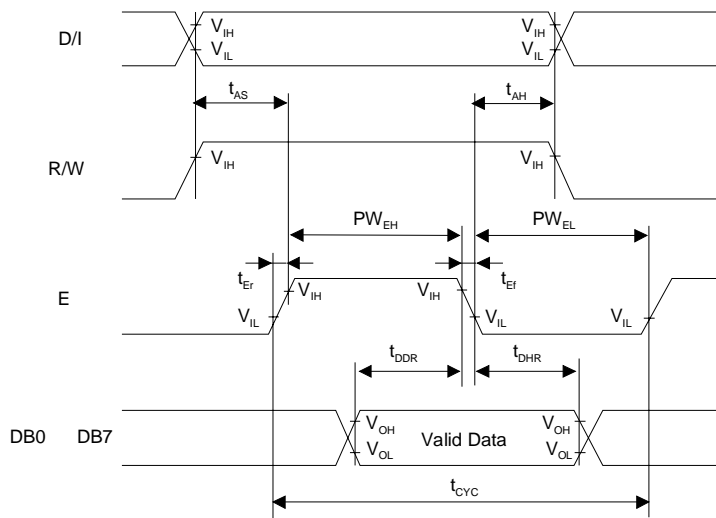 D/I
V_IH V_IH
V_IL V_IL
t_AS t_AH
R/W
V_IH V_IH
PW_EH PW_EL
t_Er t_Ef
E
V_IH V_IH
V_IL V_IL V_IL
t_DDR t_DHR
DB0 DB7
V_OH Valid Data V_OH
V_OL V_OL
t_CYC